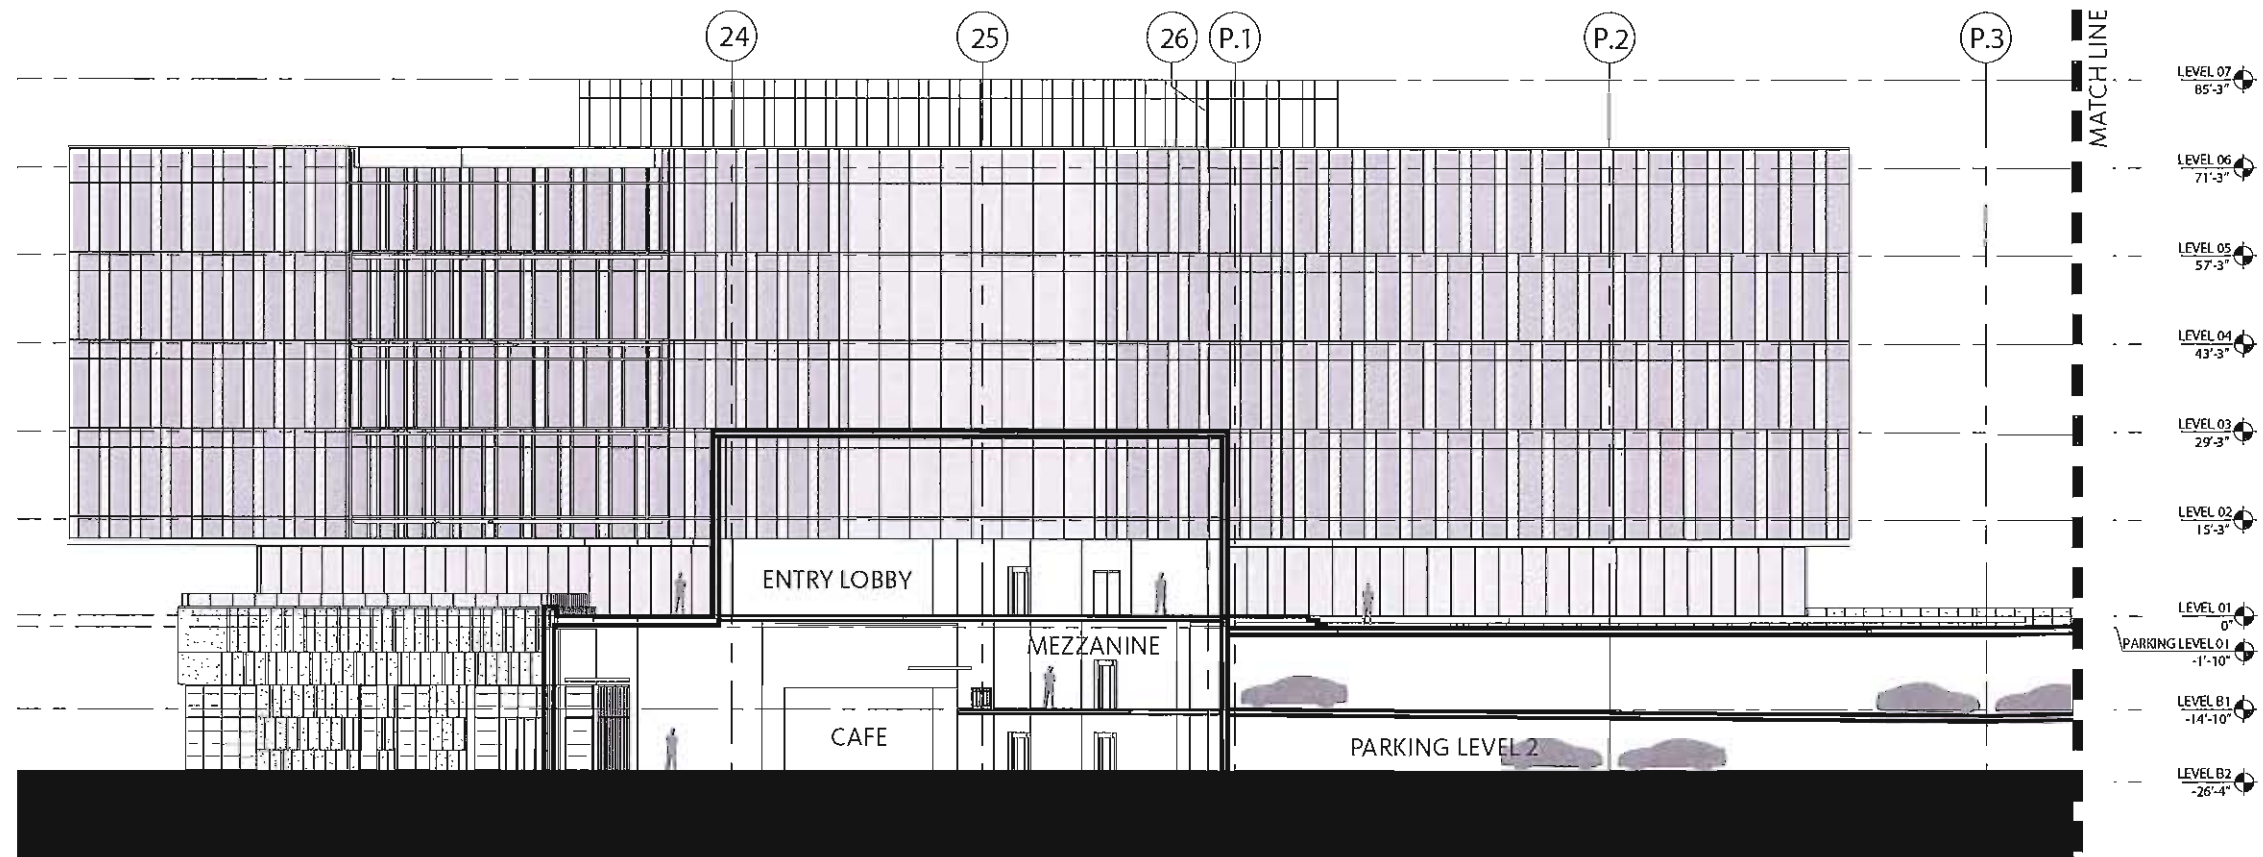 24
25
26
P.1
P.2
P.3
MATCH LINE
LEVEL 07
85'-3"
LEVEL 06
71'-3"
LEVEL 05
57'-3"
LEVEL 04
43'-3"
LEVEL 03
29'-3"
LEVEL 02
15'-3"
ENTRY LOBBY
LEVEL 01
0"
MEZZANINE
PARKING LEVEL 01
-1'-10"
LEVEL B1
-14'-10"
CAFE
PARKING LEVEL 2
LEVEL B2
-26'-4"